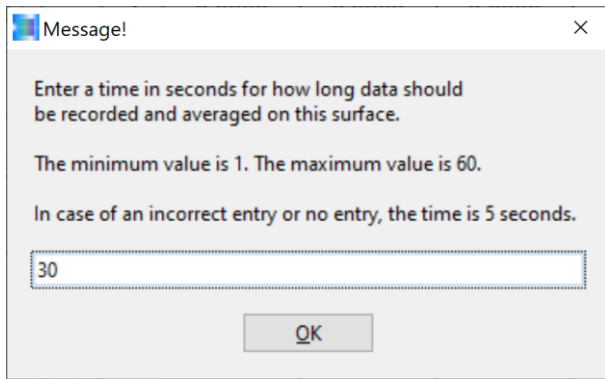 Message!
Enter a time in seconds for how long data should
be recorded and averaged on this surface.
The minimum value is 1. The maximum value is 60.
In case of an incorrect entry or no entry, the time is 5 seconds.
30
OK